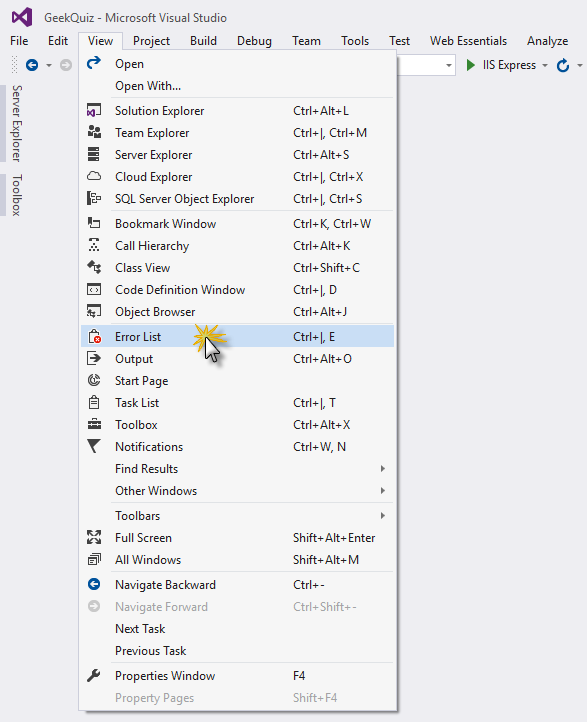 GeekQuiz - Microsoft Visual Studio
File Edit View Project Build Debug Team Tools Test Web Essentials Analyze
IIS Express
Server Explorer
Toolbox
Open
Open With...
Solution Explorer Ctrl+Alt+L
Team Explorer Ctrl+|, Ctrl+M
Server Explorer Ctrl+Alt+S
Cloud Explorer Ctrl+|, Ctrl+X
SQL Server Object Explorer Ctrl+|, Ctrl+S
Bookmark Window Ctrl+K, Ctrl+W
Call Hierarchy Ctrl+Alt+K
Class View Ctrl+Shift+C
Code Definition Window Ctrl+|, D
Object Browser Ctrl+Alt+J
Error List Ctrl+|, E
Output Ctrl+Alt+O
Start Page
Task List Ctrl+|, T
Toolbox Ctrl+Alt+X
Notifications Ctrl+W, N
Find Results
Other Windows
Toolbars
Full Screen Shift+Alt+Enter
All Windows Shift+Alt+M
Navigate Backward Ctrl+-
Navigate Forward Ctrl+Shift+-
Next Task
Previous Task
Properties Window F4
Property Pages Shift+F4